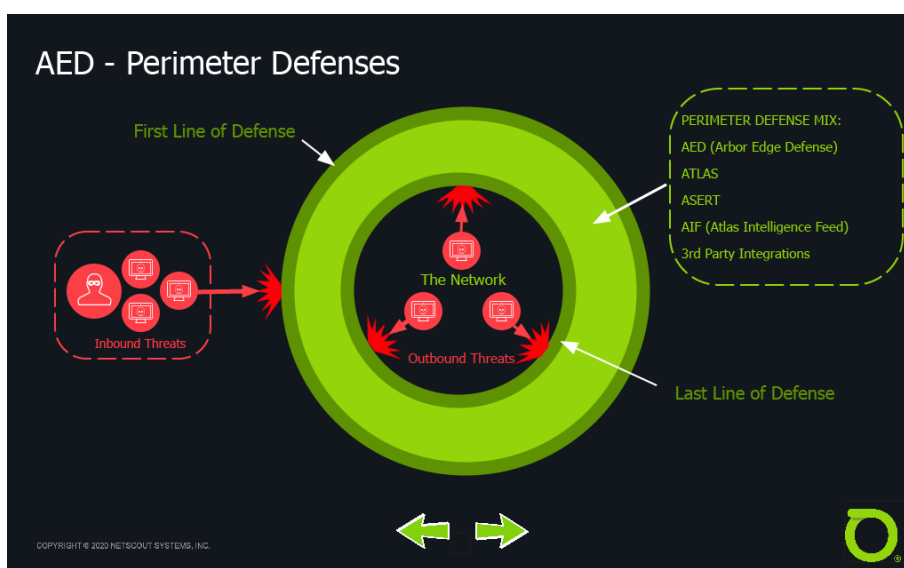 AED - Perimeter Defenses
First Line of Defense
PERIMETER DEFENSE MIX:
AED (Arbor Edge Defense)
ATLAS
ASERT
AIF (Atlas Intelligence Feed)
3rd Party Integrations
The Network
Inbound Threats
Outbound Threats
Last Line of Defense
COPYRIGHT © 2020 NETSCOUT SYSTEMS, INC.
®